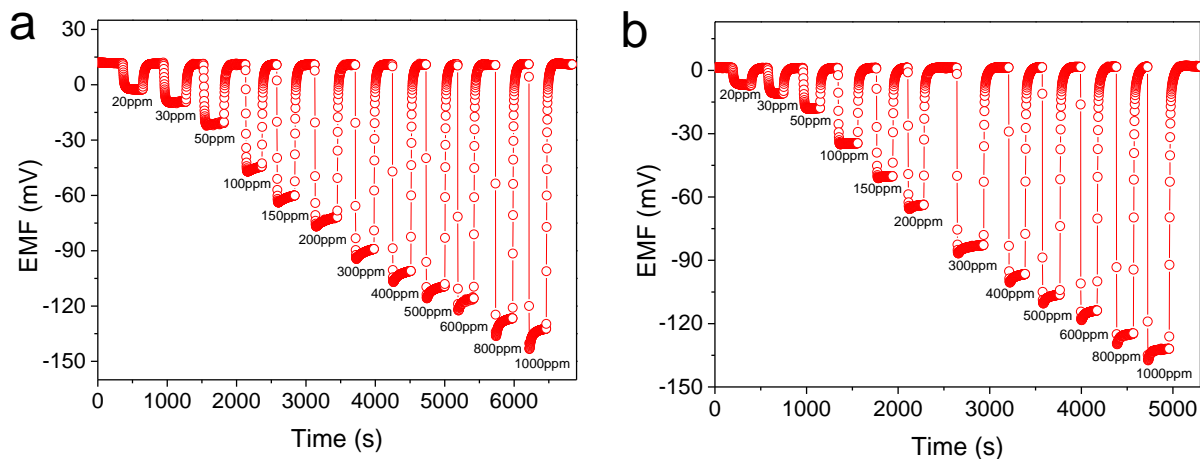 a
30
0
-30
-60
-90
-120
-150
EMF (mV)
20ppm
30ppm
50ppm
100ppm
150ppm
200ppm
300ppm
400ppm
500ppm
600ppm
800ppm
1000ppm
0 1000 2000 3000 4000 5000 6000
Time (s)
b
0
-30
-60
-90
-120
-150
EMF (mV)
20ppm
30ppm
50ppm
100ppm
150ppm
200ppm
300ppm
400ppm
500ppm
600ppm
800ppm
1000ppm
0 1000 2000 3000 4000 5000
Time (s)